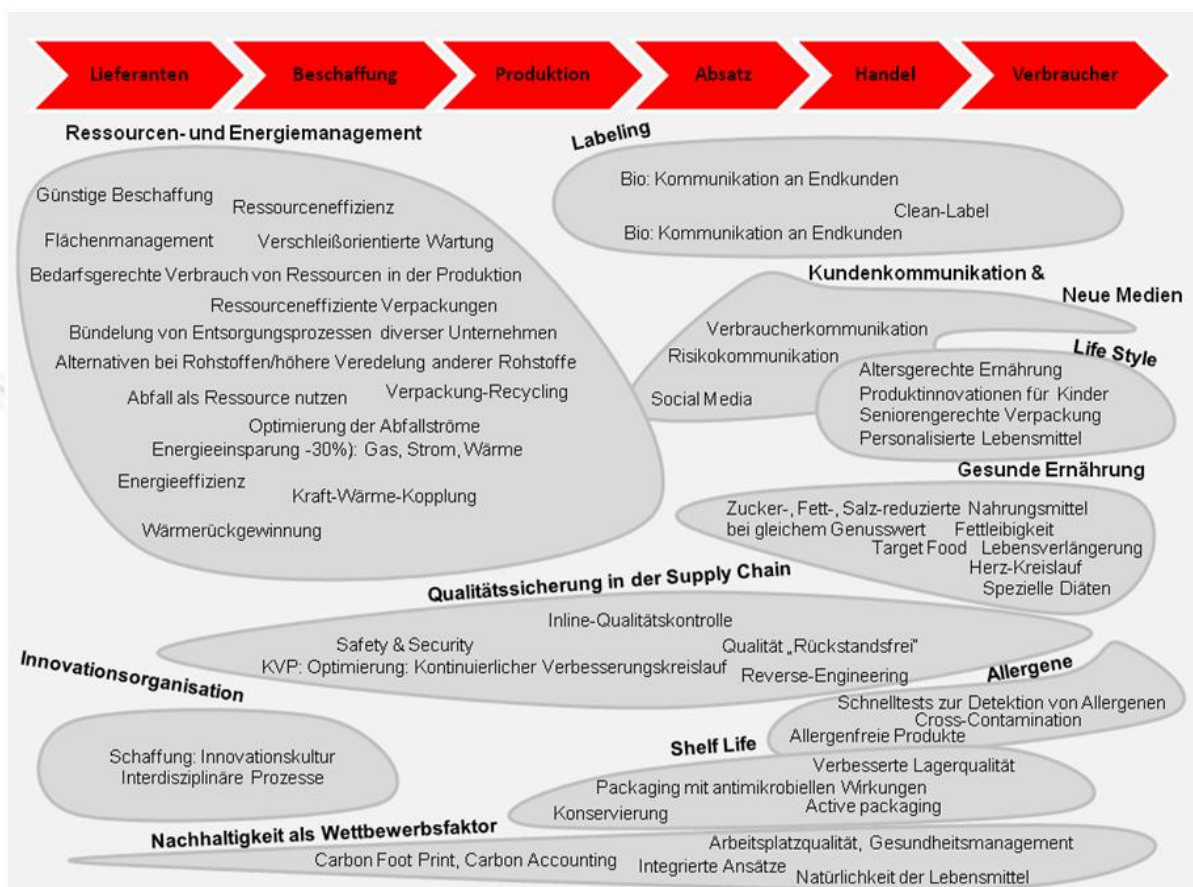 Lieferanten
Beschaffung
Produktion
Absatz
Handel
Verbraucher
Ressourcen- und Energiemanagement
Günstige Beschaffung
Ressourceneffizienz
Flächenmanagement
Verschleißorientierte Wartung
Bedarfsgerechte Verbrauch von Ressourcen in der Produktion
Ressourceneffiziente Verpackungen
Bündelung von Entsorgungsprozessen diverser Unternehmen
Alternativen bei Rohstoffen/höhere Veredelung anderer Rohstoffe
Abfall als Ressource nutzen
Verpackung-Recycling
Optimierung der Abfallströme
Energieeinsparung -30%): Gas, Strom, Wärme
Energieeffizienz
Kraft-Wärme-Kopplung
Wärmerückgewinnung
Labeling
Bio: Kommunikation an Endkunden
Clean-Label
Bio: Kommunikation an Endkunden
Kundenkommunikation &
Neue Medien
Verbraucherkommunikation
Risikokommunikation
Social Media
Life Style
Altersgerechte Ernährung
Produktinnovationen für Kinder
Seniorengerechte Verpackung
Personalisierte Lebensmittel
Gesunde Ernährung
Zucker-, Fett-, Salz-reduzierte Nahrungsmittel
bei gleichem Genusswert Fettleibigkeit
Target Food Lebensverlängerung
Herz-Kreislauf
Spezielle Diäten
Qualitätssicherung in der Supply Chain
Inline-Qualitätskontrolle
Safety & Security
Qualität „Rückstandsfrei“
KVP: Optimierung: Kontinuierlicher Verbesserungskreislauf
Reverse-Engineering
Innovationsorganisation
Schaffung: Innovationskultur
Interdisziplinäre Prozesse
Allergene
Schnelltests zur Detektion von Allergenen
Cross-Contamination
Allergenfreie Produkte
Shelf Life
Verbesserte Lagerqualität
Packaging mit antimikrobiellen Wirkungen
Konservierung
Active packaging
Nachhaltigkeit als Wettbewerbsfaktor
Arbeitsplatzqualität, Gesundheitsmanagement
Carbon Foot Print, Carbon Accounting
Integrierte Ansätze
Natürlichkeit der Lebensmittel